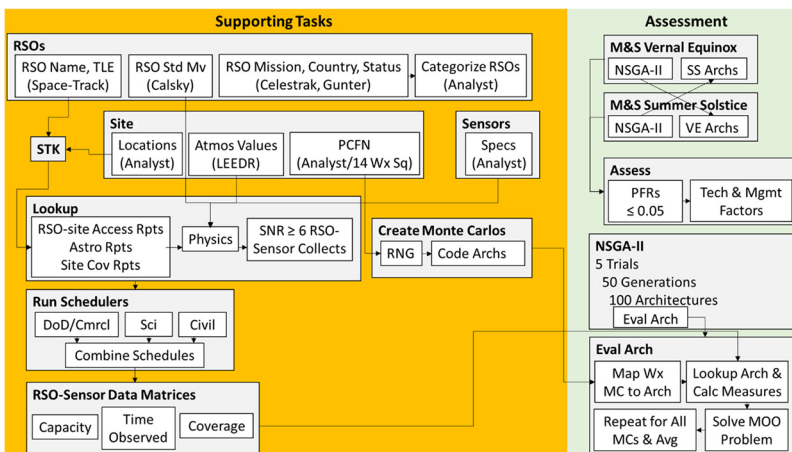 Supporting Tasks
RSOs
RSO Name, TLE
(Space-Track)
RSO Std Mv
(Calsky)
RSO Mission, Country, Status
(Celestrak, Gunter)
Categorize RSOs
(Analyst)
STK
Site
Locations
(Analyst)
Atmos Values
(LEEDR)
PCFN
(Analyst/14 Wx Sq)
Sensors
Specs
(Analyst)
Lookup
RSO-site Access Rpts
Astro Rpts
Site Cov Rpts
Physics
SNR ≥ 6 RSO-
Sensor Collects
Create Monte Carlos
RNG
Code Archs
Run Schedulers
DoD/Cmrcl
Sci
Civil
Combine Schedules
RSO-Sensor Data Matrices
Capacity
Time
Observed
Coverage
Assessment
M&S Vernal Equinox
NSGA-II
SS Archs
M&S Summer Solstice
NSGA-II
VE Archs
Assess
PFRs
≤ 0.05
Tech & Mgmt
Factors
NSGA-II
5 Trials
50 Generations
100 Architectures
Eval Arch
Eval Arch
Map Wx
MC to Arch
Lookup Arch &
Calc Measures
Repeat for All
MCs & Avg
Solve MOO
Problem